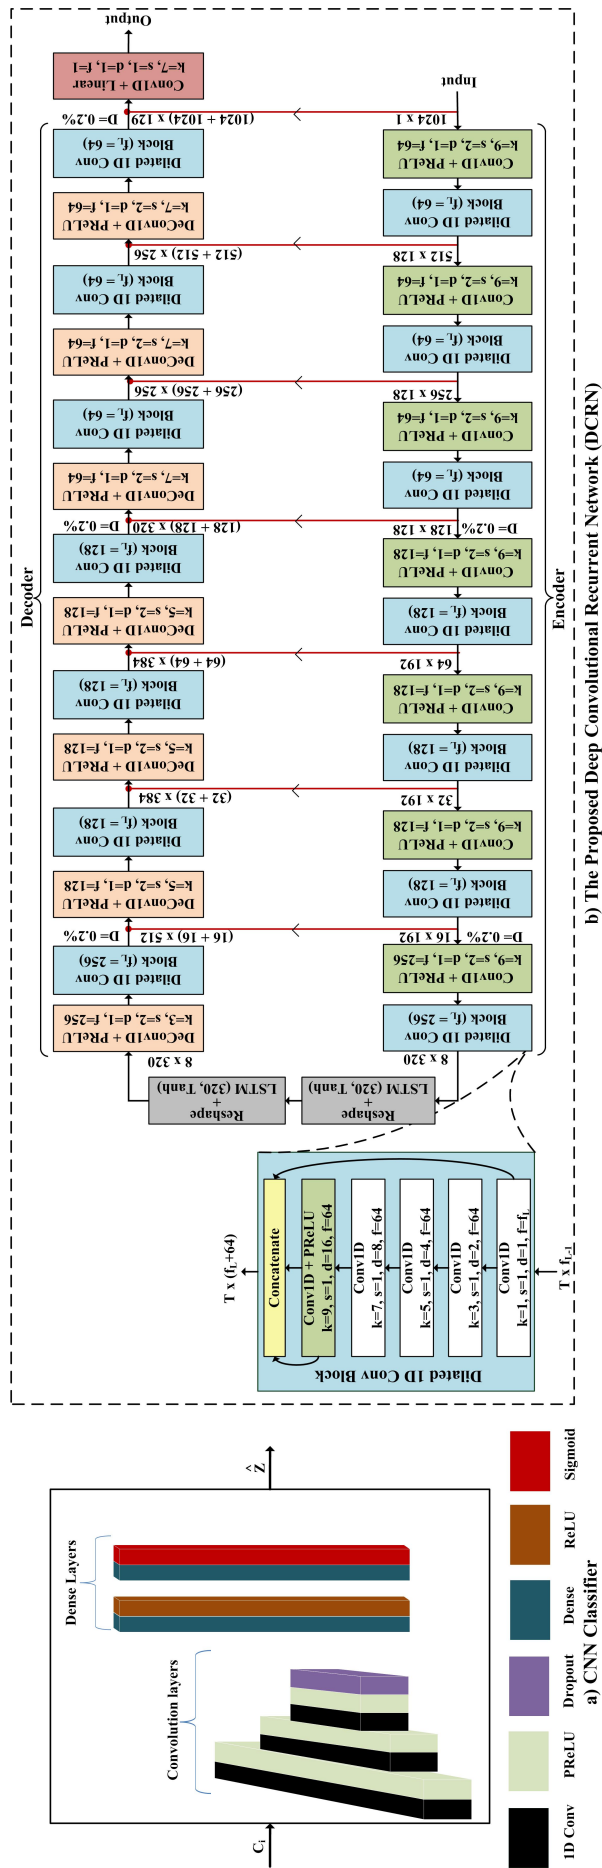 C_i
Convolution layers
Dense Layers
Ẑ
1D Conv
PReLU
Dropout
Dense
ReLU
Sigmoid
a) CNN Classifier
Input
1024 x 1
Conv1D + PReLU
k=9, s=2, d=1, f=64
Dilated 1D Conv
Block (f_L = 64)
512 x 128
Conv1D + PReLU
k=9, s=2, d=1, f=64
Dilated 1D Conv
Block (f_L = 64)
256 x 128
Conv1D + PReLU
k=9, s=2, d=1, f=64
Dilated 1D Conv
Block (f_L = 64)
128 x 128
D= 0.2%
Conv1D + PReLU
k=9, s=2, d=1, f=128
Dilated 1D Conv
Block (f_L = 128)
64 x 192
Conv1D + PReLU
k=9, s=2, d=1, f=128
Dilated 1D Conv
Block (f_L = 128)
32 x 192
Conv1D + PReLU
k=9, s=2, d=1, f=128
Dilated 1D Conv
Block (f_L = 128)
16 x 192
D= 0.2%
Conv1D + PReLU
k=9, s=2, d=1, f=256
Dilated 1D Conv
Block (f_L = 256)
8 x 320
Encoder
Reshape
+
LSTM (320, Tanh)
Reshape
+
LSTM (320, Tanh)
8 x 320
DeConv1D + PReLU
k=3, s=2, d=1, f=256
Dilated 1D Conv
Block (f_L = 256)
D= 0.2%
(16 + 16) x 512
DeConv1D + PReLU
k=5, s=2, d=1, f=128
Dilated 1D Conv
Block (f_L = 128)
(32 + 32) x 384
DeConv1D + PReLU
k=5, s=2, d=1, f=128
Dilated 1D Conv
Block (f_L = 128)
(64 + 64) x 384
DeConv1D + PReLU
k=5, s=2, d=1, f=128
Dilated 1D Conv
Block (f_L = 128)
D= 0.2%
(128 + 128) x 320
DeConv1D + PReLU
k=7, s=2, d=1, f=64
Dilated 1D Conv
Block (f_L = 64)
(256 + 256) x 256
DeConv1D + PReLU
k=7, s=2, d=1, f=64
Dilated 1D Conv
Block (f_L = 64)
(512 + 512) x 256
DeConv1D + PReLU
k=7, s=2, d=1, f=64
Dilated 1D Conv
Block (f_L = 64)
D= 0.2%
(1024 + 1024) x 129
Conv1D + Linear
k=7, s=1, d=1, f=1
Output
Decoder
T x (f_L+64)
Concatenate
Conv1D + PReLU
k=9, s=1, d=16, f=64
Conv1D
k=7, s=1, d=8, f=64
Conv1D
k=5, s=1, d=4, f=64
Conv1D
k=3, s=1, d=2, f=64
Conv1D
k=1, s=1, d=1, f=f_L
T x f_L-1
Dilated 1D Conv Block
b) The Proposed Deep Convolutional Recurrent Network (DCRN)